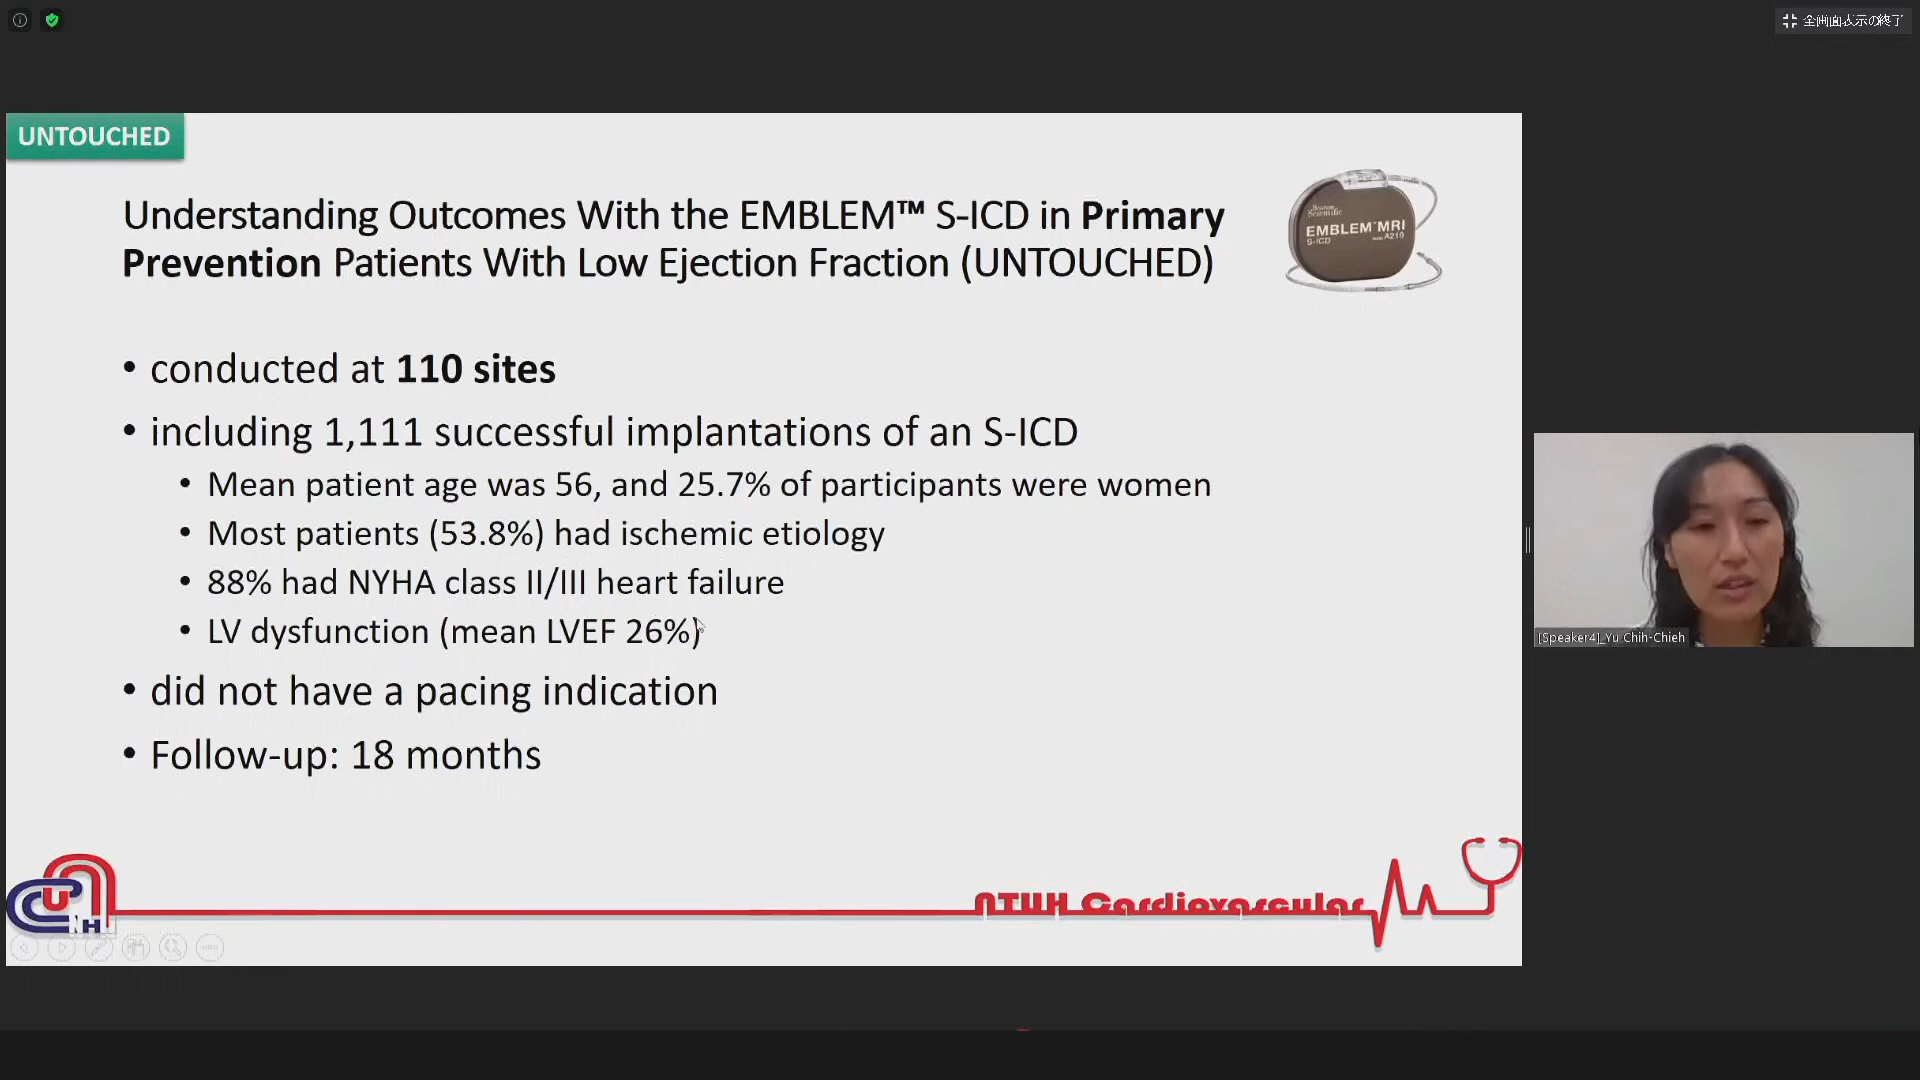 全画面表示の終了
UNTOUCHED
Understanding Outcomes With the EMBLEM™ S-ICD in Primary
Prevention Patients With Low Ejection Fraction (UNTOUCHED)
Boston
Scientific
EMBLEM™ MRI
S-ICD
A219
• conducted at 110 sites
• including 1,111 successful implantations of an S-ICD
• Mean patient age was 56, and 25.7% of participants were women
• Most patients (53.8%) had ischemic etiology
• 88% had NYHA class II/III heart failure
• LV dysfunction (mean LVEF 26%)
• did not have a pacing indication
• Follow-up: 18 months
[Speaker4]_Yu Chih-Chieh
NTUH Cardiovascular